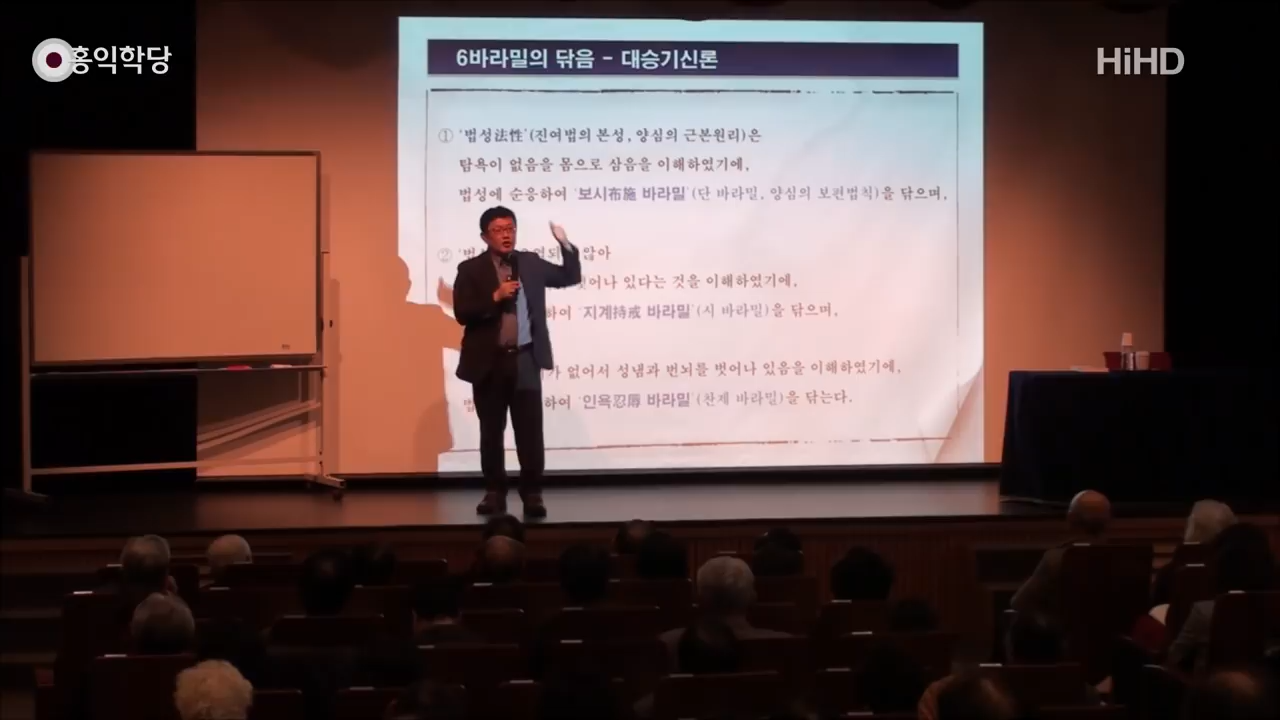 홍익학당
HiHD
6바라밀의 닦음 - 대승기신론
① '법성法性'(진여법의 본성, 양심의 근본원리)은
탐욕이 없음을 몸으로 삼음을 이해하였기에,
법성에 순응하여 '보시布施 바라밀'(단 바라밀, 양심의 보편법칙)을 닦으며,
② '법 않아
벗어나 있다는 것을 이해하였기에,
하여 '지계持戒 바라밀'(시 바라밀)을 닦으며,
가 없어서 성냄과 번뇌를 벗어나 있음을 이해하였기에,
법 하여 '인욕忍辱 바라밀'(찬제 바라밀)을 닦는다.